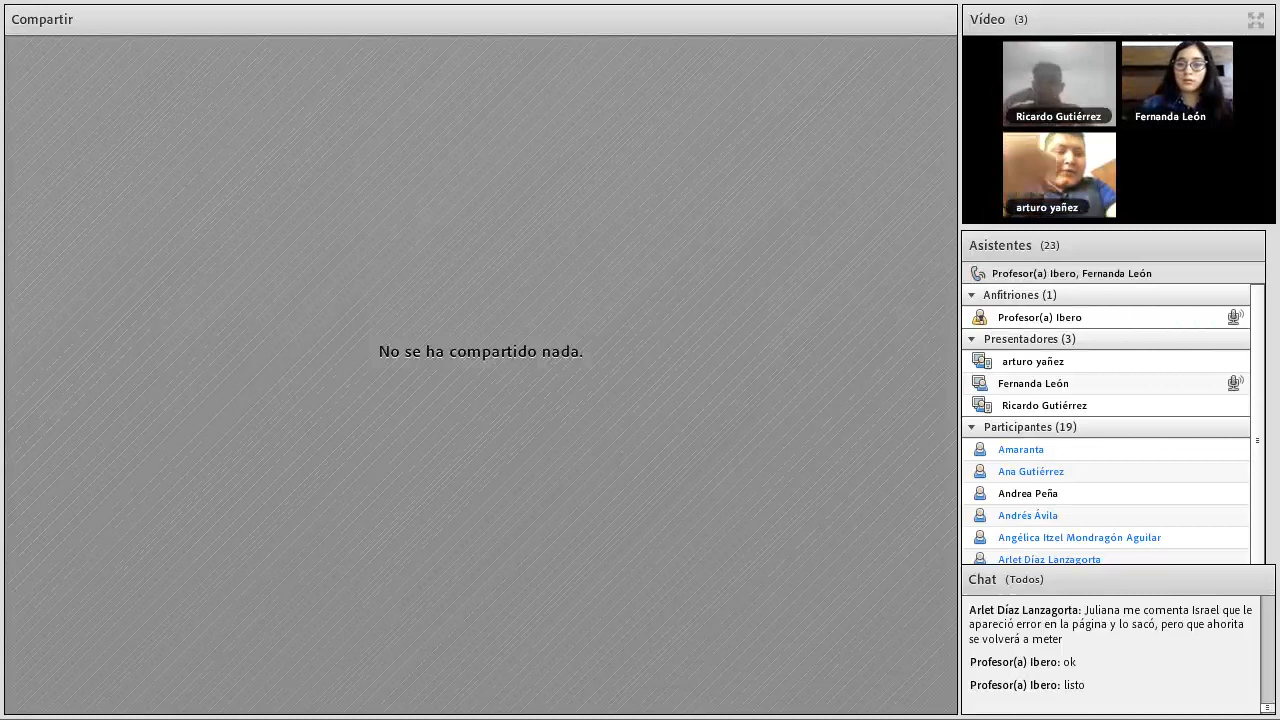 Compartir
No se ha compartido nada.
Vídeo (3)
Ricardo Gutiérrez
Fernanda León
arturo yañez
Asistentes (23)
Profesor(a) Ibero, Fernanda León
Anfitriones (1)
Profesor(a) Ibero
Presentadores (3)
arturo yañez
Fernanda León
Ricardo Gutiérrez
Participantes (19)
Amaranta
Ana Gutiérrez
Andrea Peña
Andrés Ávila
Angélica Itzel Mondragón Aguilar
Arlet Díaz Lanzagorta
Chat (Todos)
Arlet Díaz Lanzagorta: Juliana me comenta Israel que le
apareció error en la página y lo sacó, pero que ahorita
se volverá a meter
Profesor(a) Ibero: ok
Profesor(a) Ibero: listo